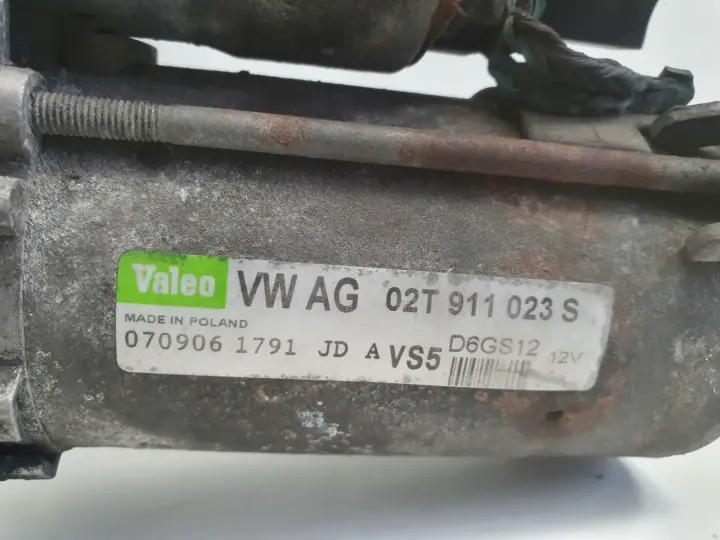 Valeo VW AG 02T 911 023 S
MADE IN POLAND
070906 1791 JD A VS5 D6GS12 12V